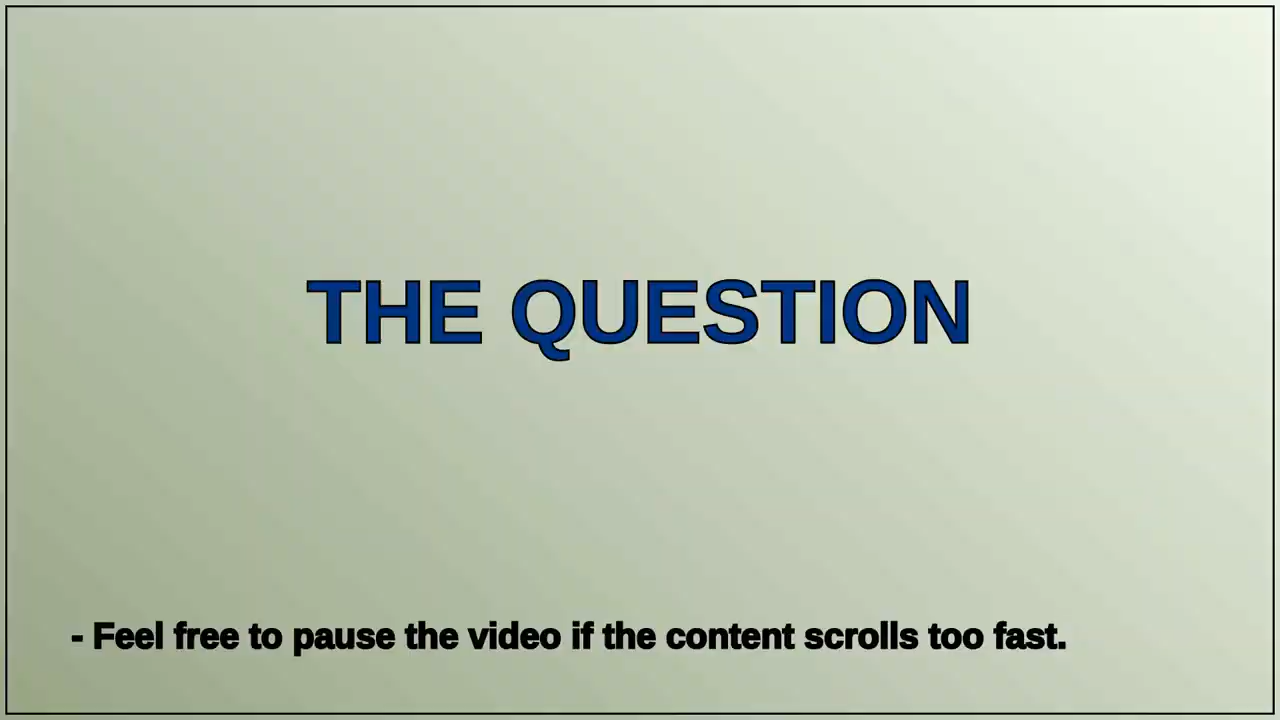 THE QUESTION
- Feel free to pause the video if the content scrolls too fast.